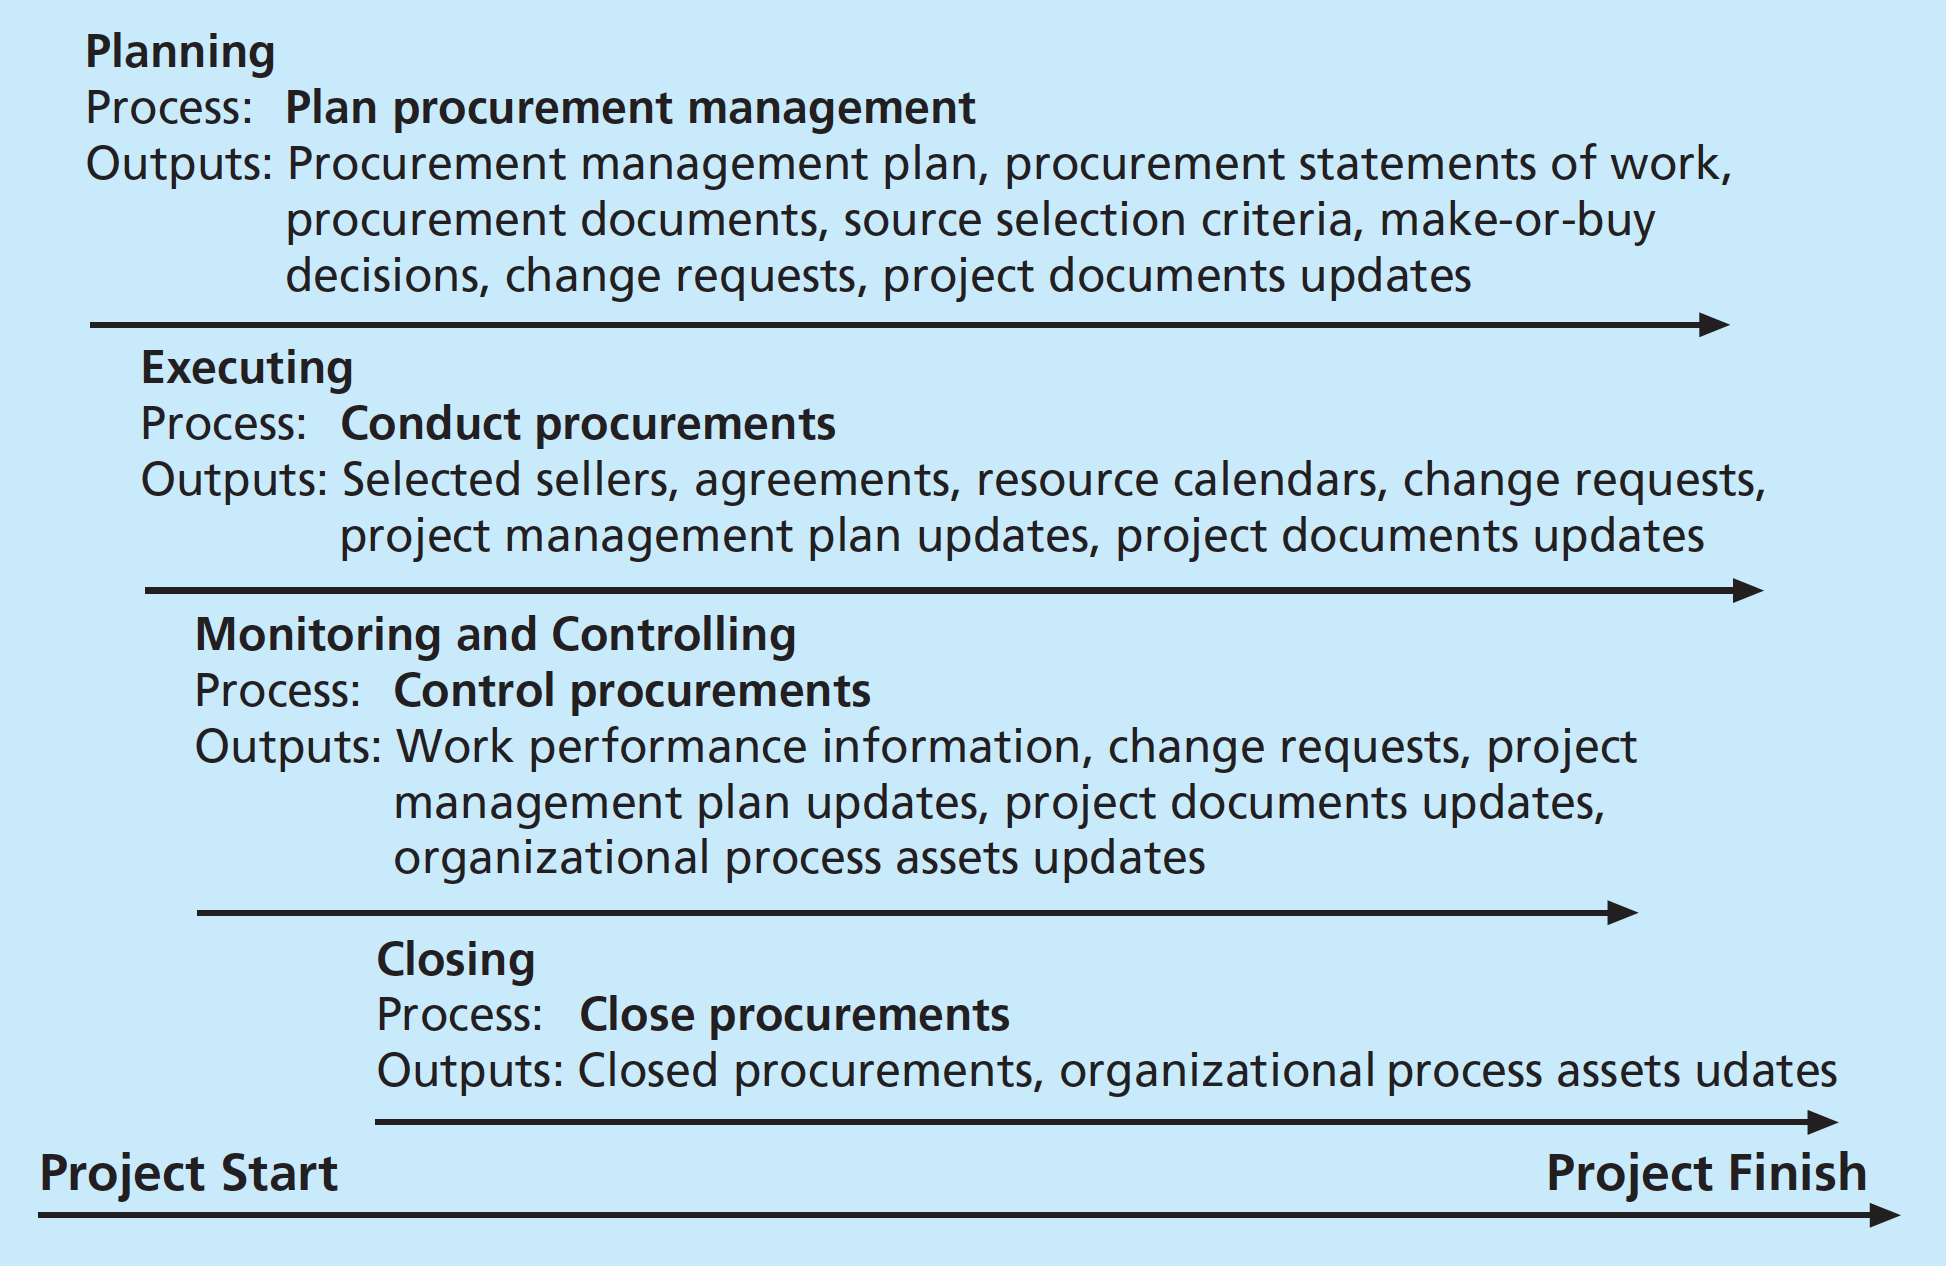 Planning
Process: Plan procurement management
Outputs: Procurement management plan, procurement statements of work,
procurement documents, source selection criteria, make-or-buy
decisions, change requests, project documents updates
Executing
Process: Conduct procurements
Outputs: Selected sellers, agreements, resource calendars, change requests,
project management plan updates, project documents updates
Monitoring and Controlling
Process: Control procurements
Outputs: Work performance information, change requests, project
management plan updates, project documents updates,
organizational process assets updates
Closing
Process: Close procurements
Outputs: Closed procurements, organizational process assets udates
Project Start Project Finish